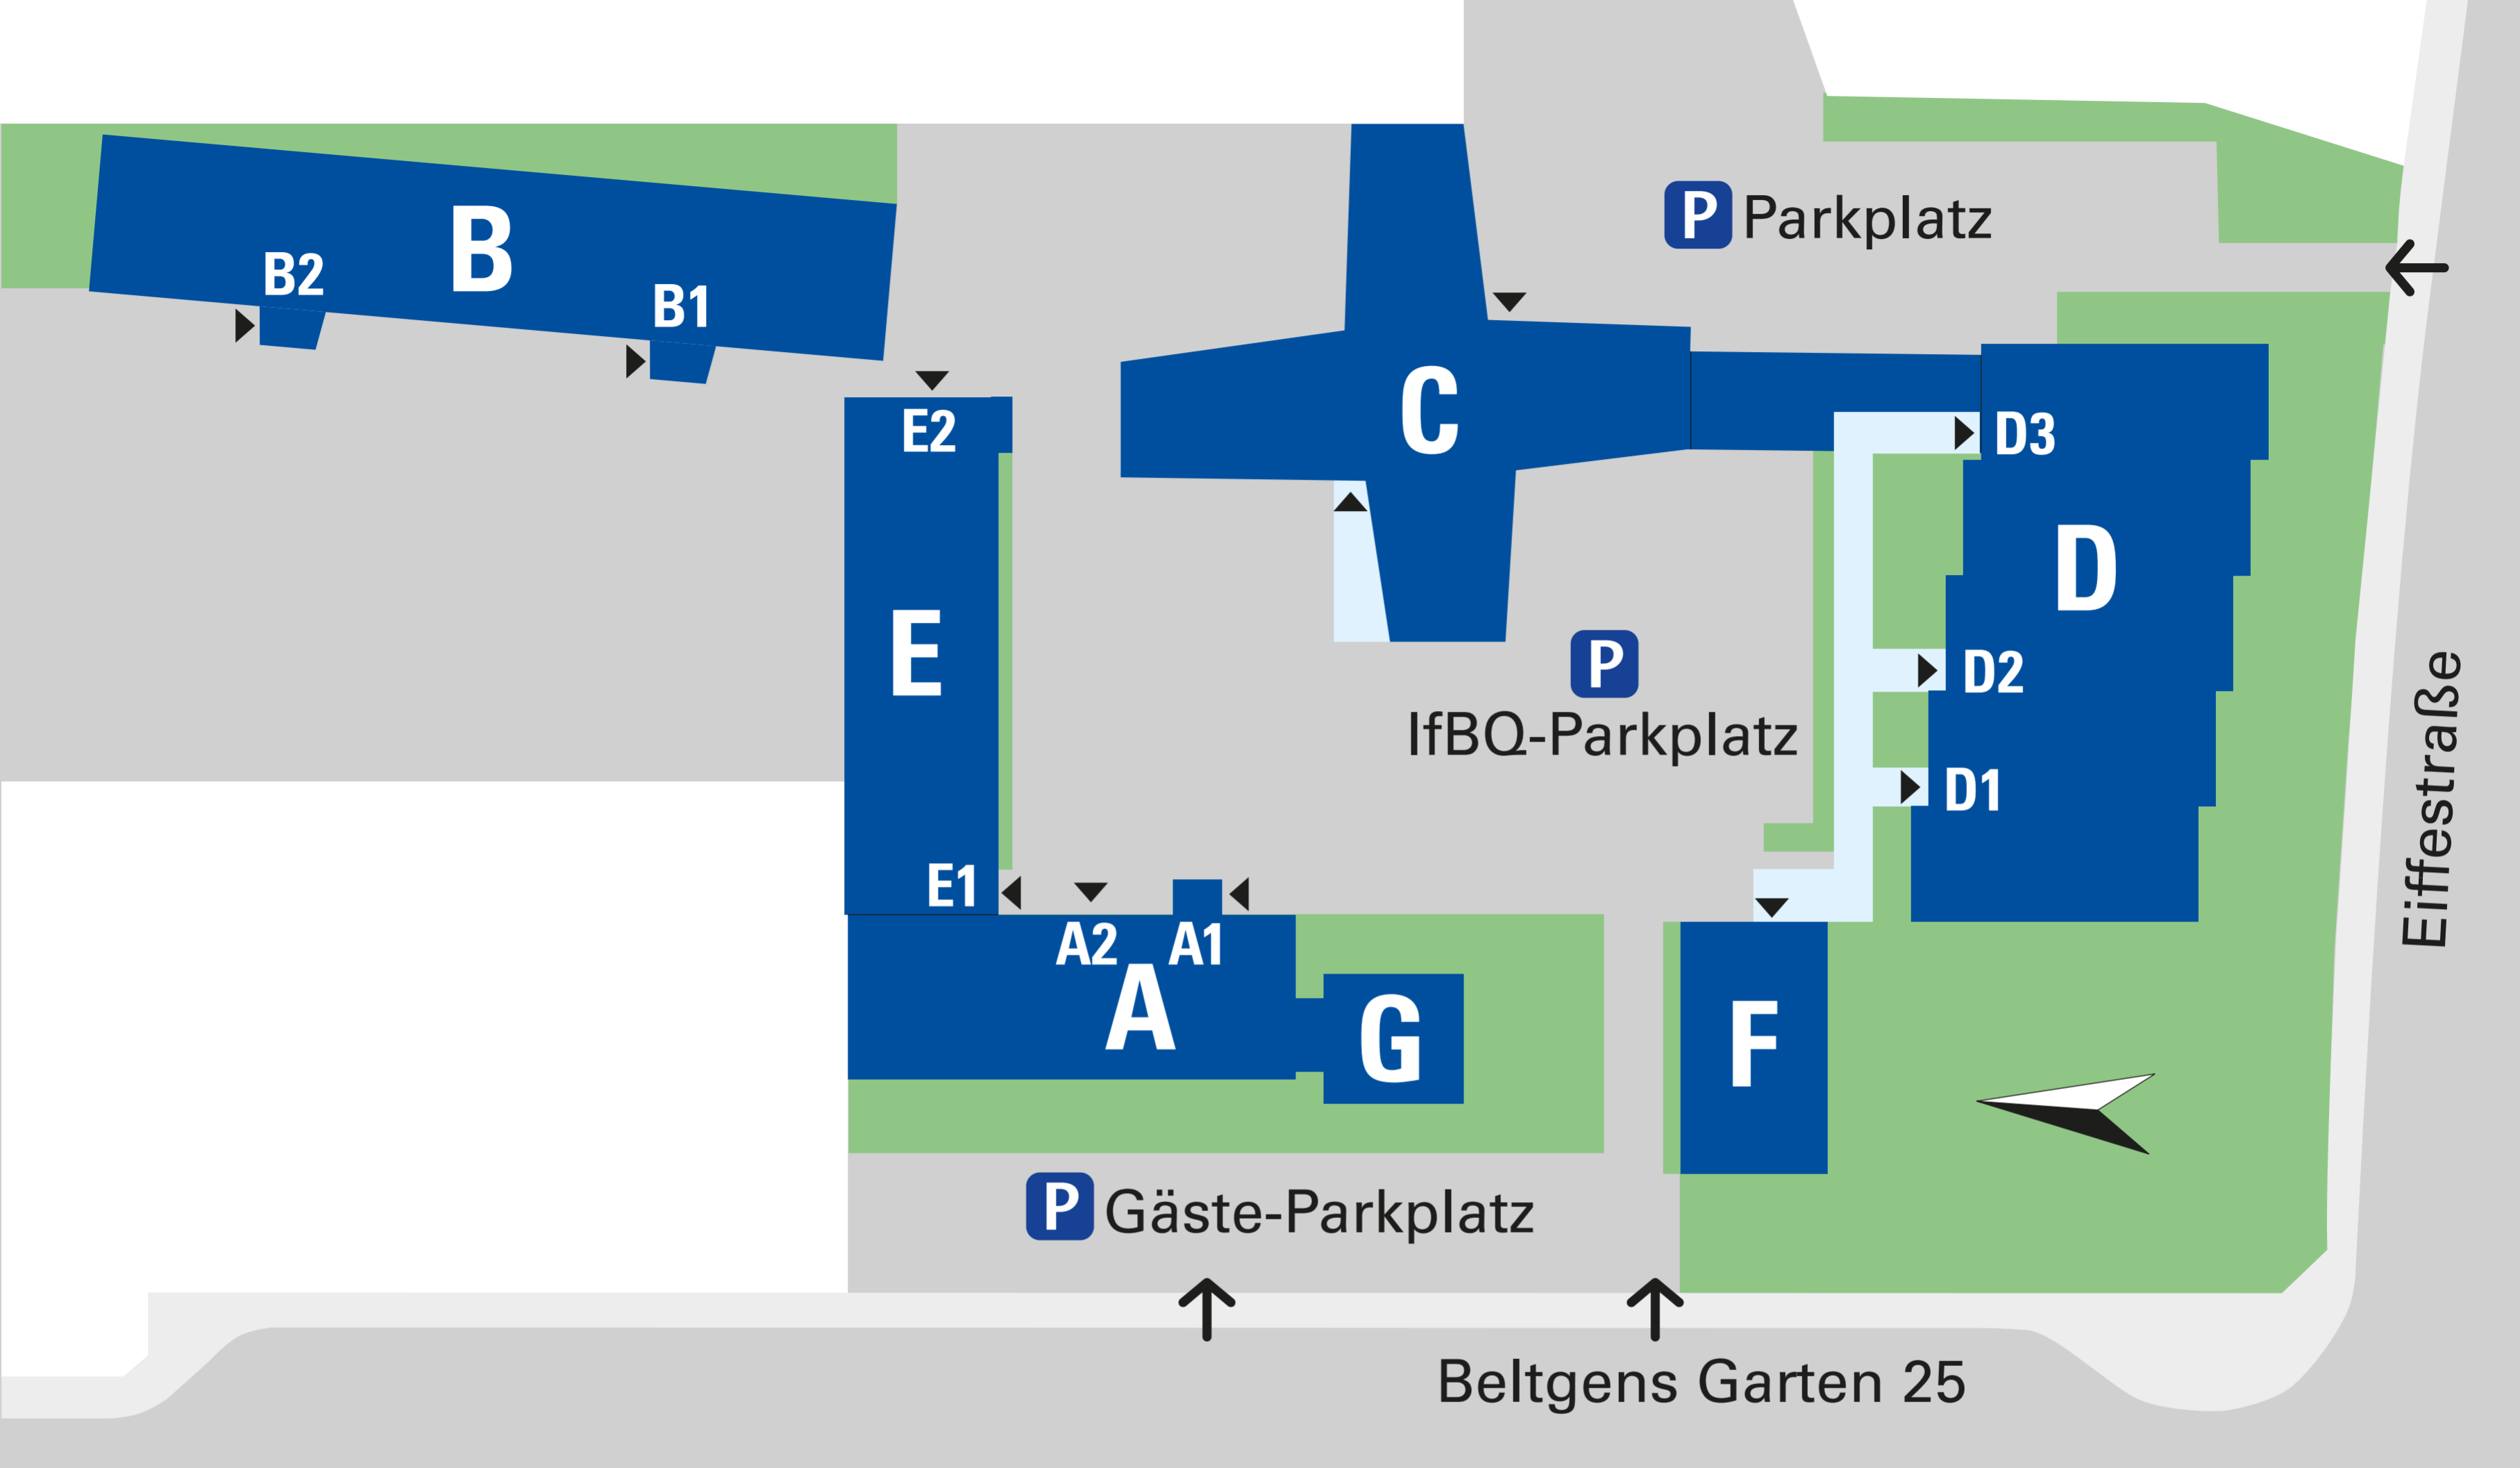 P Parkplatz
B
B2
B1
C
E2
D3
D
E
P
IfBQ-Parkplatz
D2
D1
Eiffestraße
E1
A2 A1
A
G
F
P Gäste-Parkplatz
Beltgens Garten 25